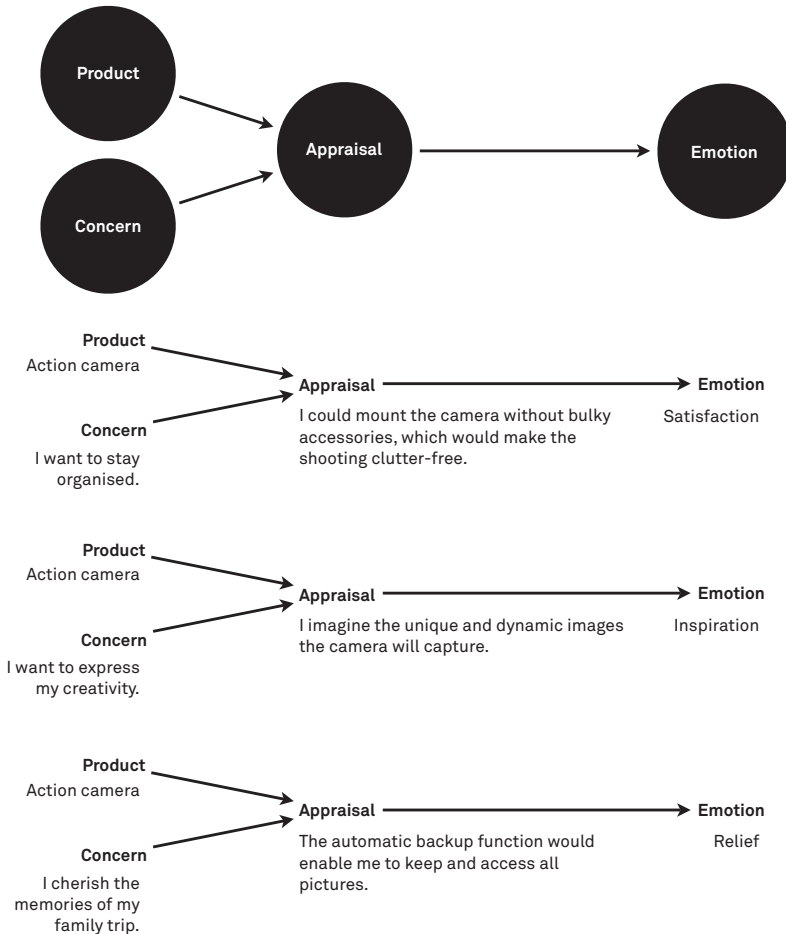 Product
Appraisal
Emotion
Concern
Product
Action camera
Concern
I want to stay
organised.
Appraisal
I could mount the camera without bulky
accessories, which would make the
shooting clutter-free.
Emotion
Satisfaction
Product
Action camera
Concern
I want to express
my creativity.
Appraisal
I imagine the unique and dynamic images
the camera will capture.
Emotion
Inspiration
Product
Action camera
Concern
I cherish the
memories of my
family trip.
Appraisal
The automatic backup function would
enable me to keep and access all
pictures.
Emotion
Relief